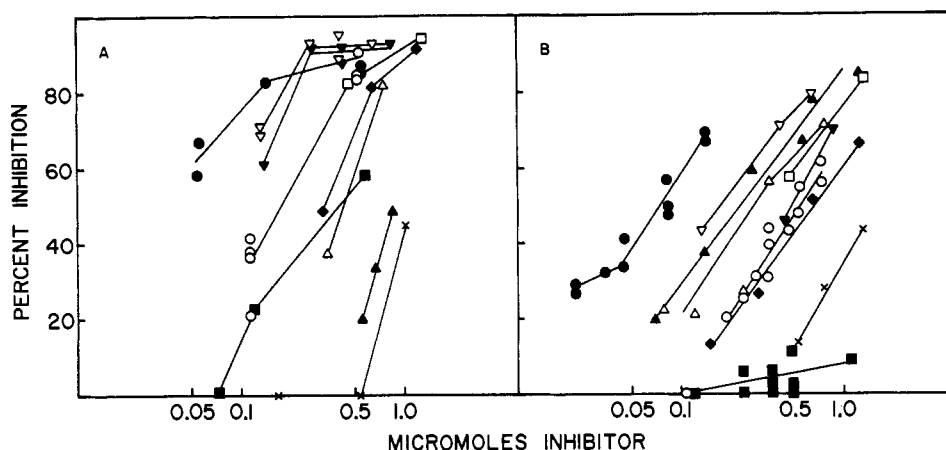 A
B
PERCENT INHIBITION
80
60
40
20
0.05 0.1 0.5 1.0
0.05 0.1 0.5 1.0
MICROMOLES INHIBITOR